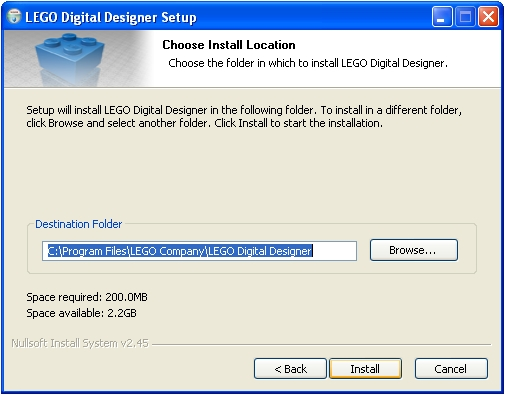 LEGO Digital Designer Setup
Choose Install Location
Choose the folder in which to install LEGO Digital Designer.
Setup will install LEGO Digital Designer in the following folder. To install in a different folder,
click Browse and select another folder. Click Install to start the installation.
Destination Folder
C:\Program Files\LEGO Company\LEGO Digital Designer
Browse...
Space required: 200.0MB
Space available: 2.2GB
Nullsoft Install System v2.45
< Back
Install
Cancel